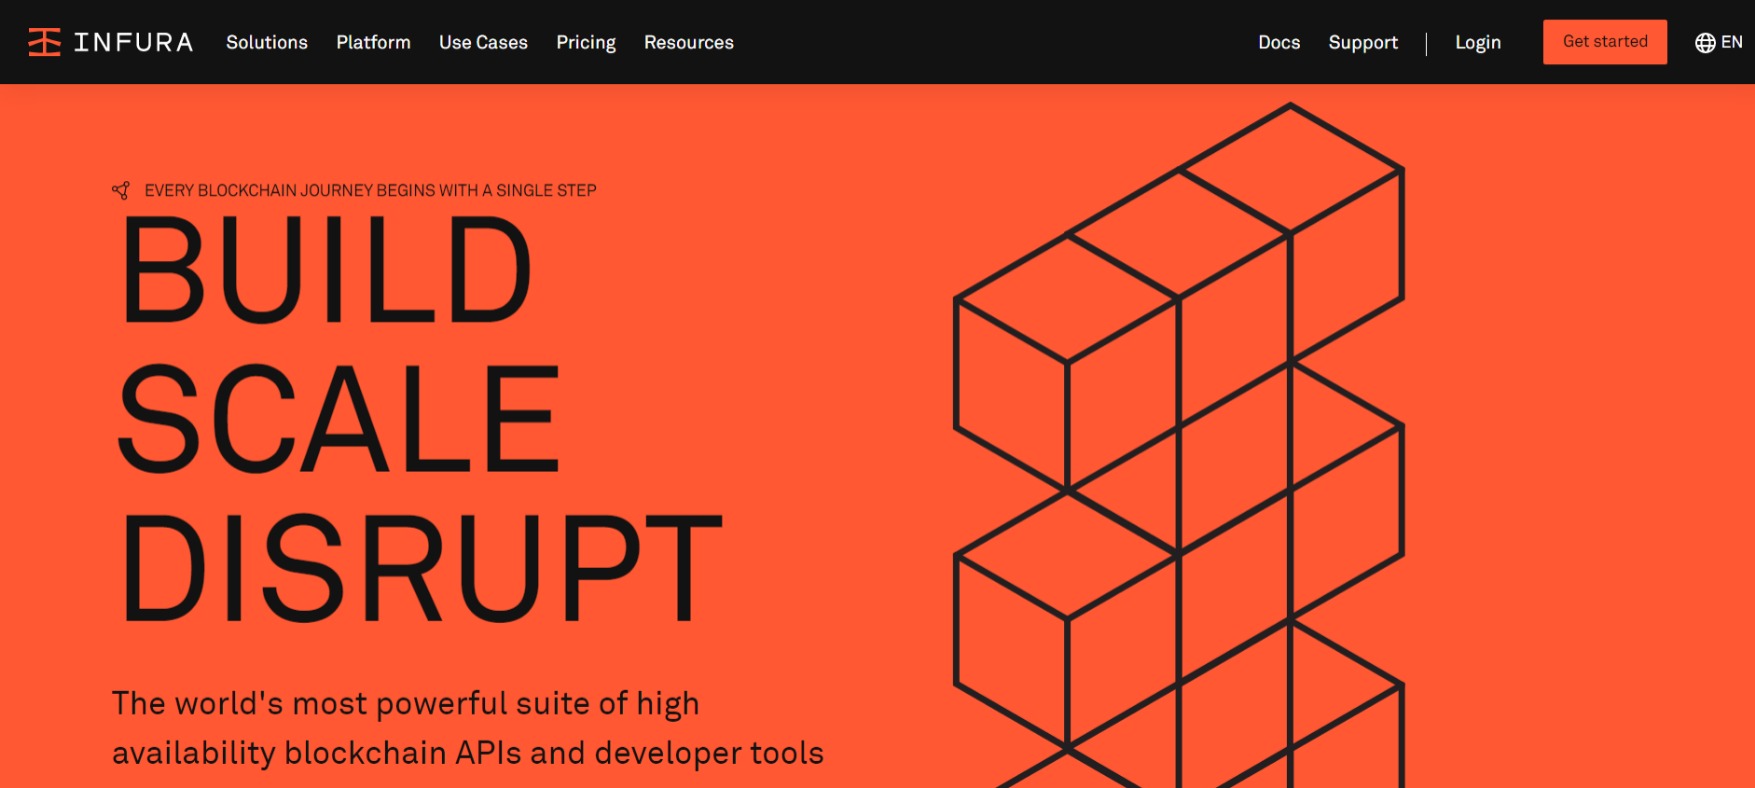 INFURA
Solutions Platform Use Cases Pricing Resources
Docs Support Login Get started EN
EVERY BLOCKCHAIN JOURNEY BEGINS WITH A SINGLE STEP
BUILD
SCALE
DISRUPT
The world's most powerful suite of high
availability blockchain APIs and developer tools